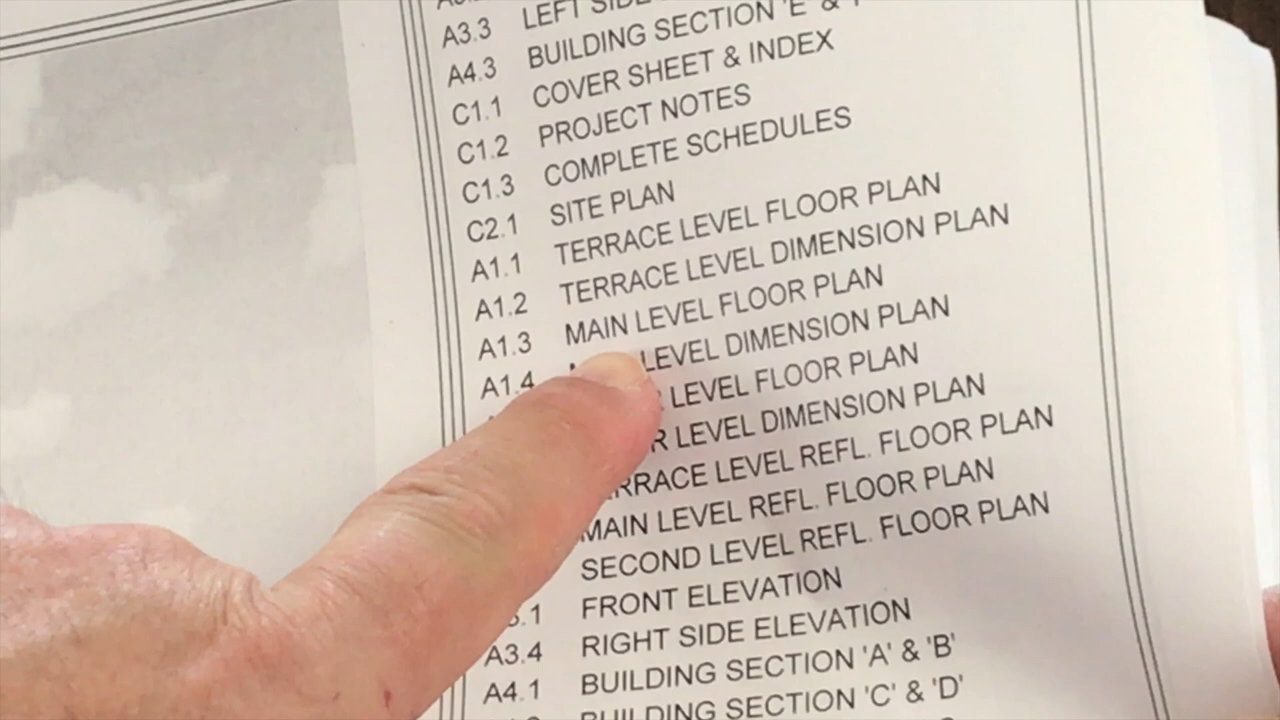 A3.3 LEFT SIDE
A4.3 BUILDING SECTION 'E' &
C1.1 COVER SHEET & INDEX
C1.2 PROJECT NOTES
C1.3 COMPLETE SCHEDULES
C2.1 SITE PLAN
A1.1 TERRACE LEVEL FLOOR PLAN
A1.2 TERRACE LEVEL DIMENSION PLAN
A1.3 MAIN LEVEL FLOOR PLAN
A1.4 LEVEL DIMENSION PLAN
LEVEL FLOOR PLAN
LEVEL DIMENSION PLAN
LEVEL REFL. FLOOR PLAN
MAIN LEVEL REFL. FLOOR PLAN
SECOND LEVEL REFL. FLOOR PLAN
FRONT ELEVATION
A3.4 RIGHT SIDE ELEVATION
A4.1 BUILDING SECTION 'A' & 'B'
BUILDING SECTION 'C' & 'D'